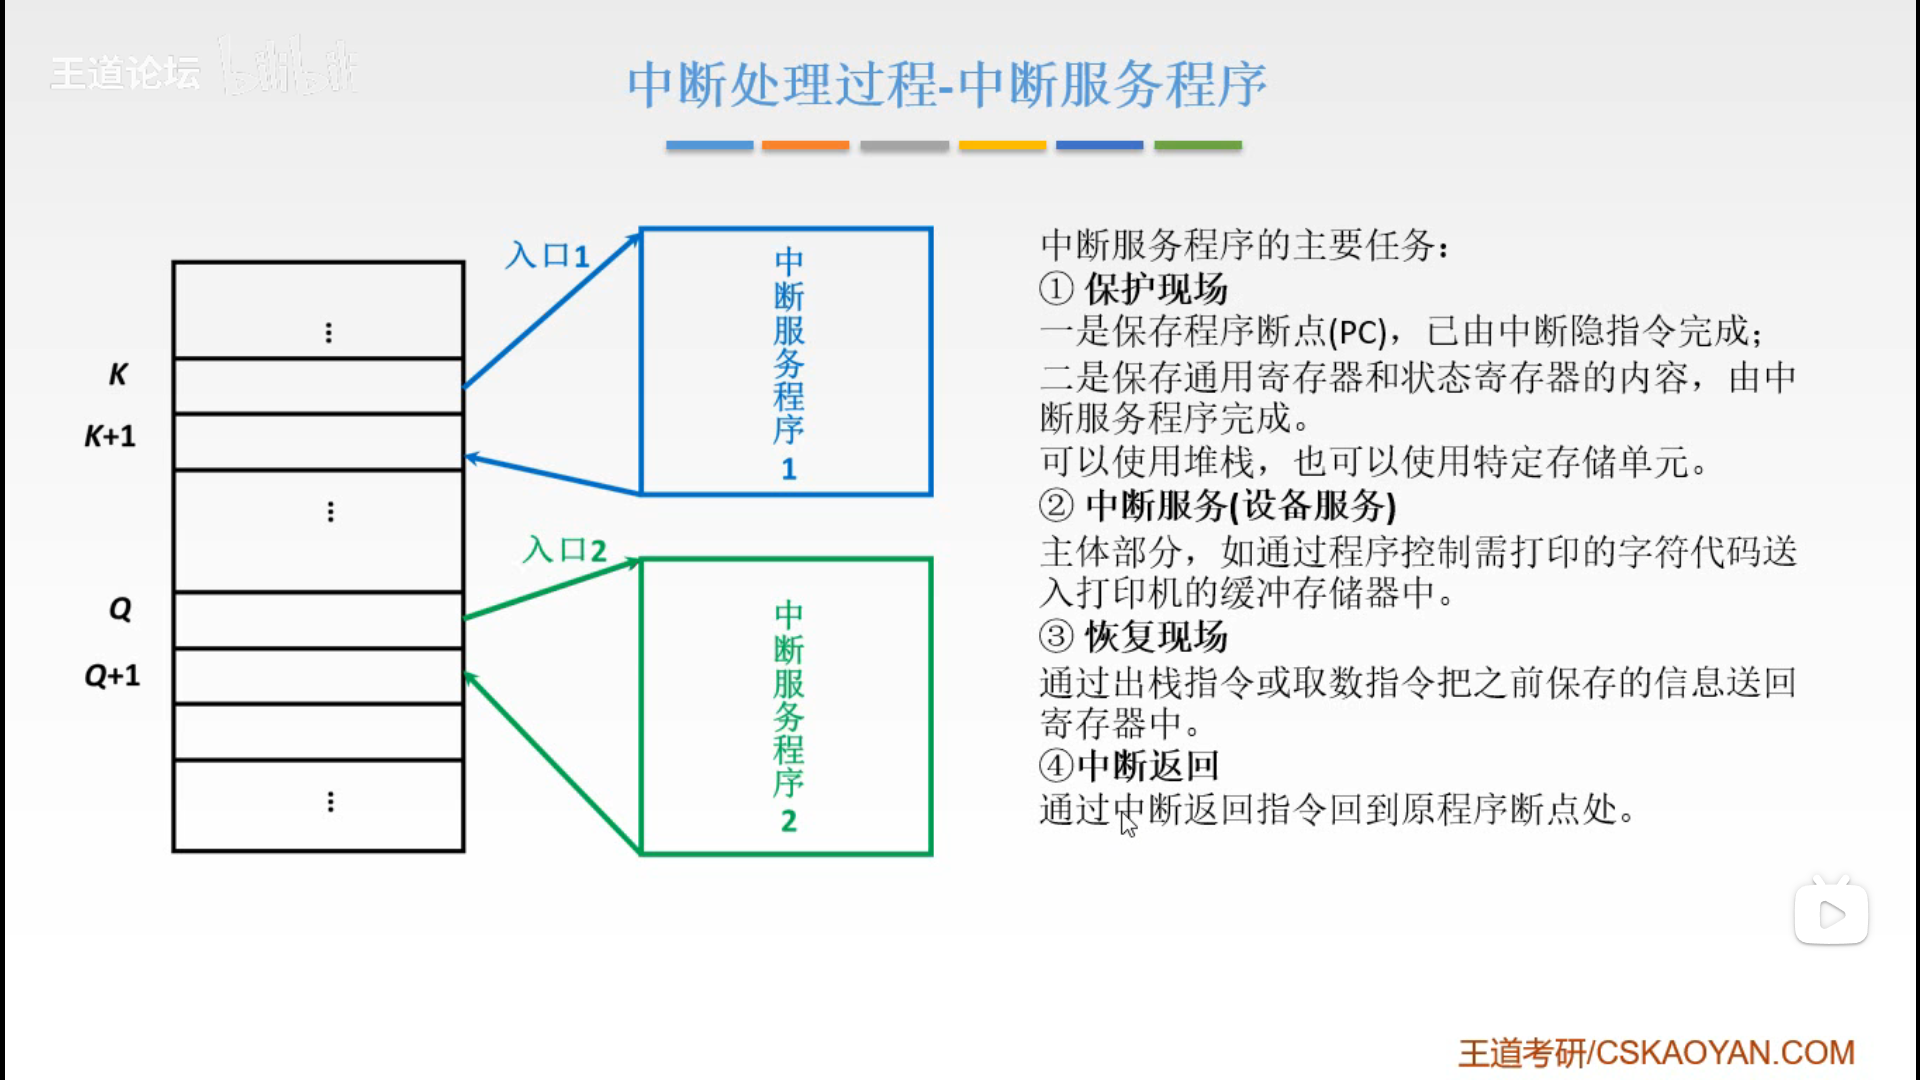 王道论坛 bilibili
中断处理过程-中断服务程序
入口1
中断服务程序1
K
K+1
⋮
⋮
入口2
中断服务程序2
Q
Q+1
⋮
中断服务程序的主要任务：
① 保护现场
一是保存程序断点(PC)，已由中断隐指令完成；
二是保存通用寄存器和状态寄存器的内容，由中
断服务程序完成。
可以使用堆栈，也可以使用特定存储单元。
② 中断服务(设备服务)
主体部分，如通过程序控制需打印的字符代码送
入打印机的缓冲存储器中。
③ 恢复现场
通过出栈指令或取数指令把之前保存的信息送回
寄存器中。
④中断返回
通过中断返回指令回到原程序断点处。
王道考研/CSKAOYAN.COM